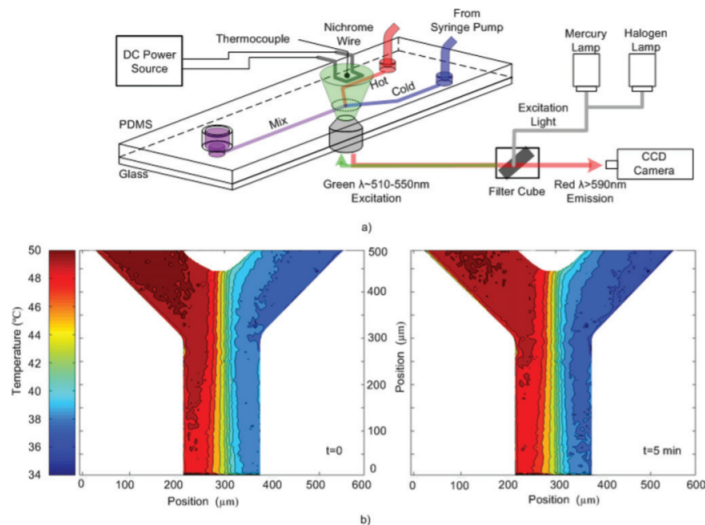 From
Syringe Pump
Nichrome
Wire
Thermocouple
DC Power
Source
Mercury
Lamp
Halogen
Lamp
Hot
Cold
Mix
Excitation
Light
PDMS
Glass
Green λ~510-550nm
Excitation
Filter Cube
Red λ>590nm
Emission
CCD
Camera
a)
Temperature (°C)
50
48
46
44
42
40
38
36
34
t=0
0
100
200
300
400
500
600
Position (μm)
500
400
300
200
100
0
Position (μm)
t=5 min
0
100
200
300
400
500
600
Position (μm)
b)